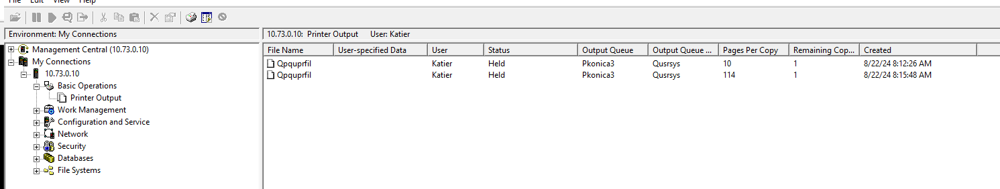 File Edit View Help
Environment: My Connections
10.73.0.10: Printer Output User: Katier
Management Central (10.73.0.10)
My Connections
10.73.0.10
Basic Operations
Printer Output
Work Management
Configuration and Service
Network
Security
Databases
File Systems
File Name User-specified Data User Status Output Queue Output Queue ... Pages Per Copy Remaining Cop... Created
Qpquprfil Katier Held Pkonica3 Qusrsys 10 1 8/22/24 8:12:26 AM
Qpquprfil Katier Held Pkonica3 Qusrsys 114 1 8/22/24 8:15:48 AM